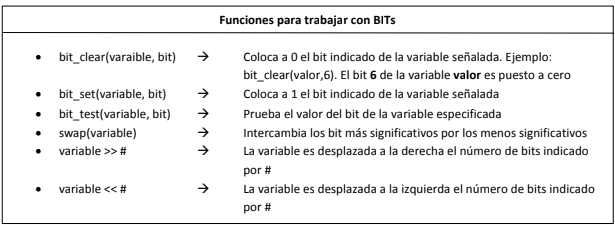 Funciones para trabajar con BITs
• bit_clear(varaible, bit) → Coloca a 0 el bit indicado de la variable señalada. Ejemplo:
bit_clear(valor,6). El bit 6 de la variable valor es puesto a cero
• bit_set(variable, bit) → Coloca a 1 el bit indicado de la variable señalada
• bit_test(variable, bit) → Prueba el valor del bit de la variable especificada
• swap(variable) → Intercambia los bit más significativos por los menos significativos
• variable >> # → La variable es desplazada a la derecha el número de bits indicado
por #
• variable << # → La variable es desplazada a la izquierda el número de bits indicado
por #